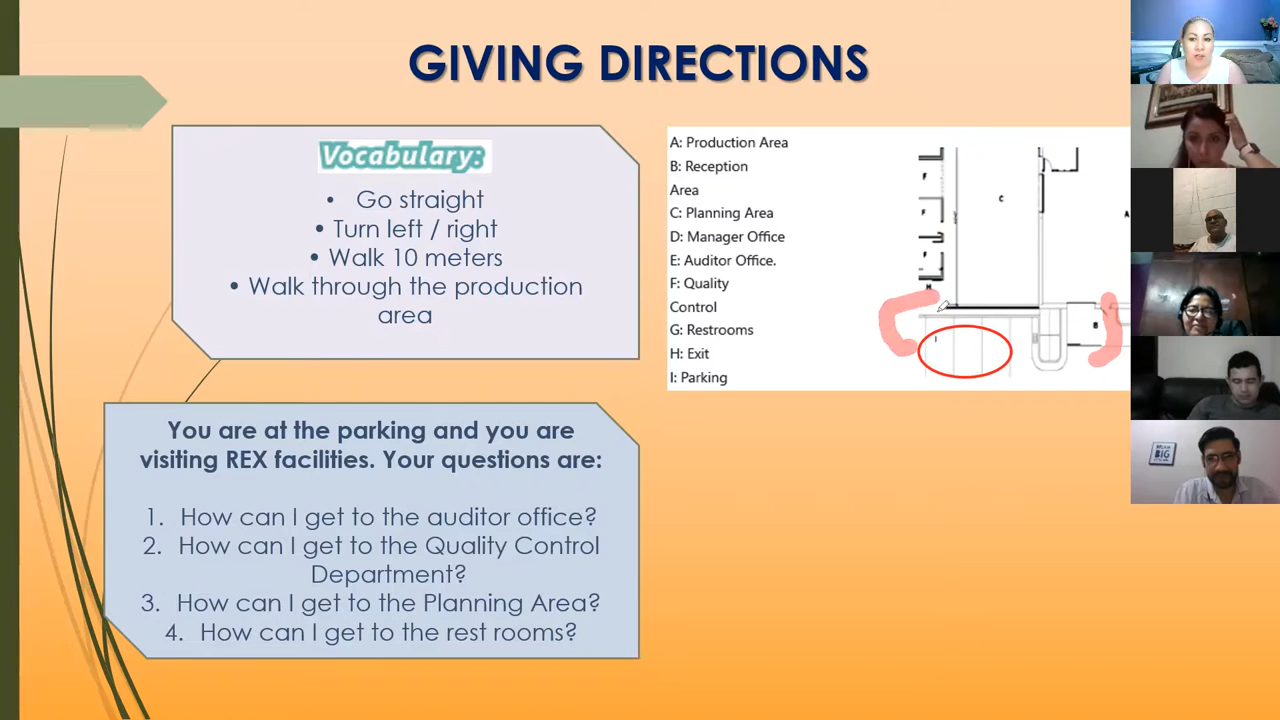 GIVING DIRECTIONS
Vocabulary:
• Go straight
• Turn left / right
• Walk 10 meters
• Walk through the production
area
You are at the parking and you are
visiting REX facilities. Your questions are:
1. How can I get to the auditor office?
2. How can I get to the Quality Control
Department?
3. How can I get to the Planning Area?
4. How can I get to the rest rooms?
A: Production Area
B: Reception
Area
C: Planning Area
D: Manager Office
E: Auditor Office.
F: Quality
Control
G: Restrooms
H: Exit
I: Parking
F
C
F
A
F
H
B
I
DREAM
BIG